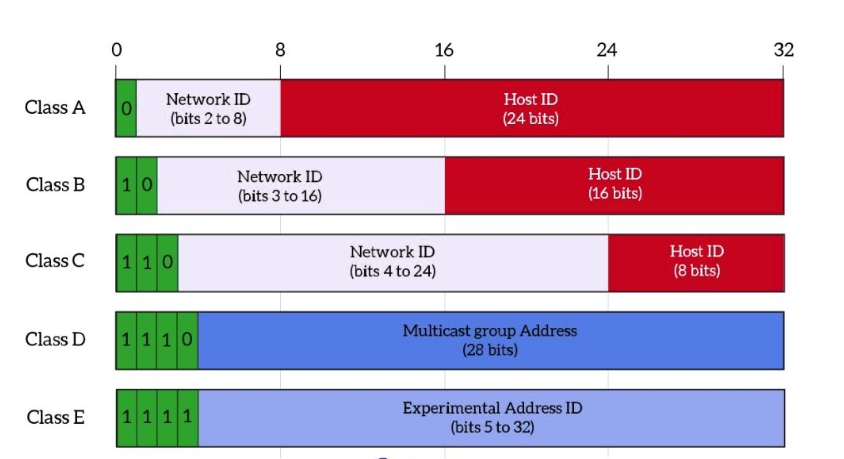 0 8 16 24 32
Class A
0
Network ID
(bits 2 to 8)
Host ID
(24 bits)
Class B
1 0
Network ID
(bits 3 to 16)
Host ID
(16 bits)
Class C
1 1 0
Network ID
(bits 4 to 24)
Host ID
(8 bits)
Class D
1 1 1 0
Multicast group Address
(28 bits)
Class E
1 1 1 1
Experimental Address ID
(bits 5 to 32)